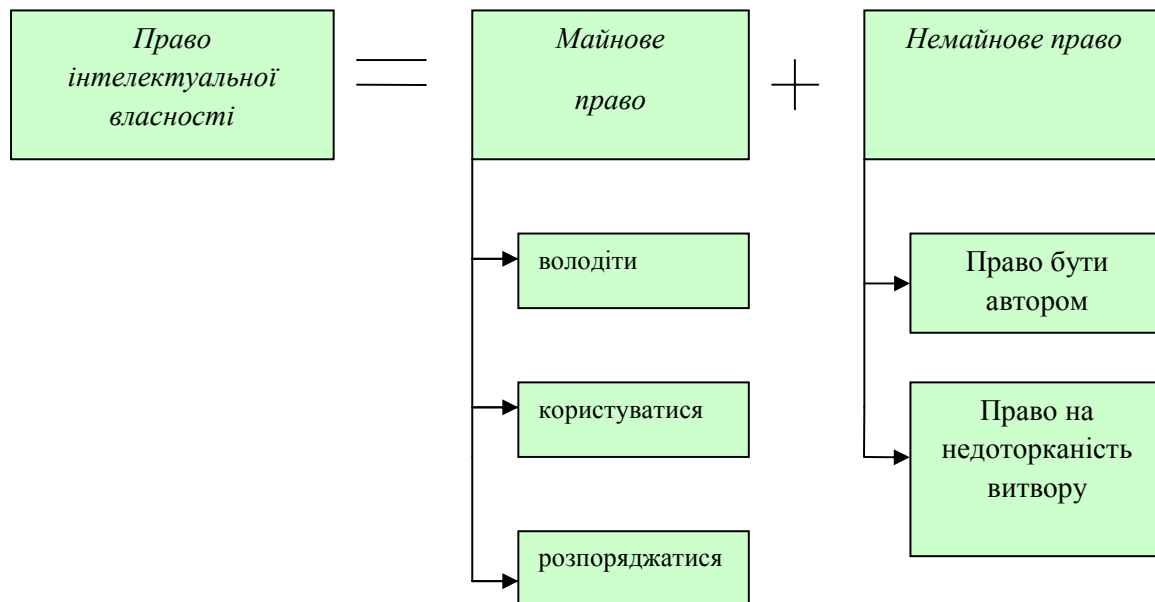 Право
інтелектуальної
власності
Майнове
право
Немайнове право
володіти
користуватися
розпоряджатися
Право бути
автором
Право на
недоторканість
витвору